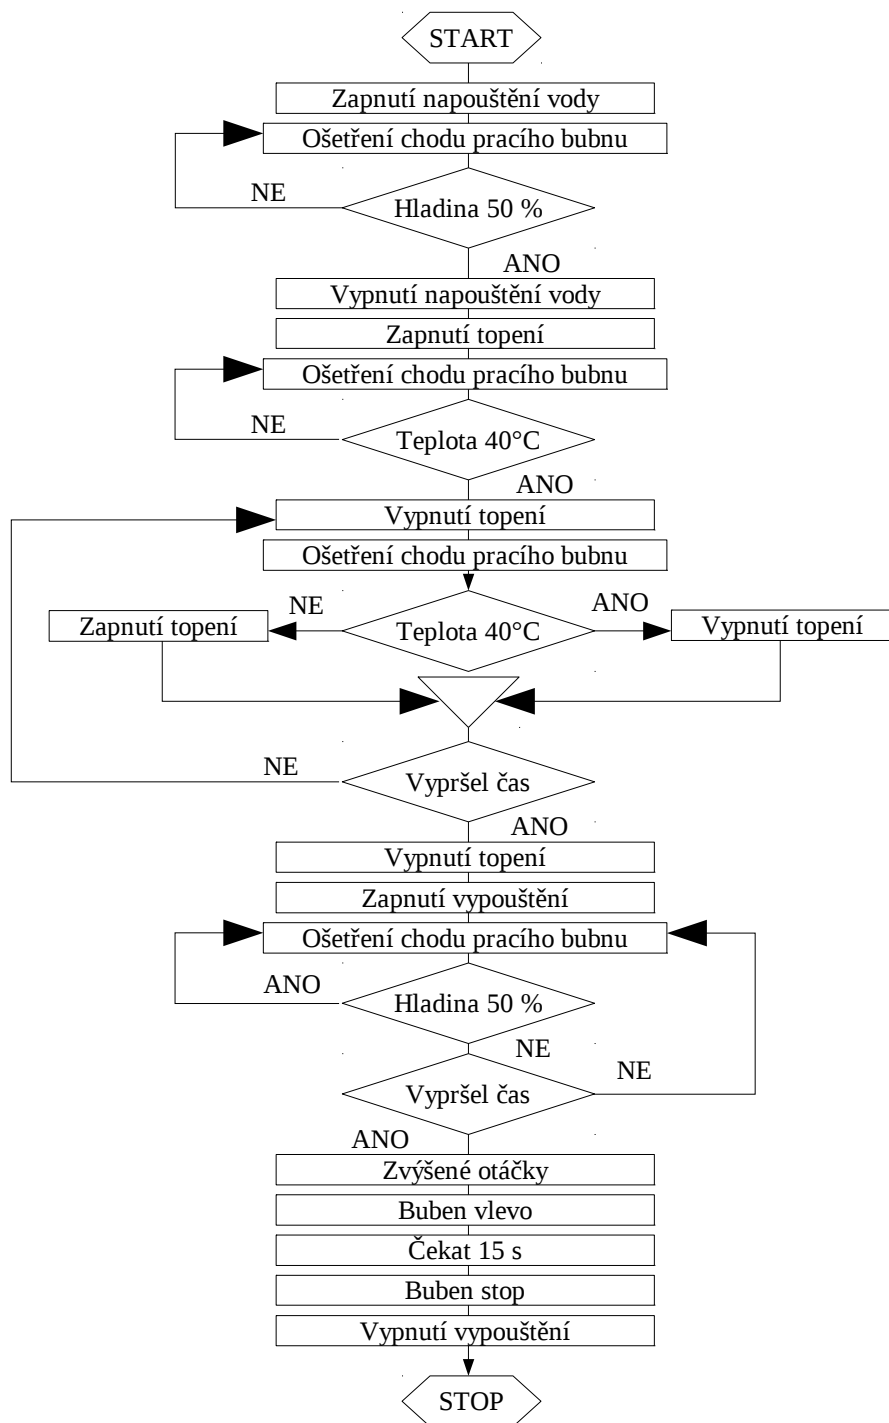 START
Zapnutí napouštění vody
Ošetření chodu pracího bubnu
NE
Hladina 50 %
ANO
Vypnutí napouštění vody
Zapnutí topení
Ošetření chodu pracího bubnu
NE
Teplota 40°C
ANO
Vypnutí topení
Ošetření chodu pracího bubnu
NE
ANO
Zapnutí topení
Teplota 40°C
Vypnutí topení
NE
Vypršel čas
ANO
Vypnutí topení
Zapnutí vypouštění
Ošetření chodu pracího bubnu
ANO
Hladina 50 %
NE
NE
Vypršel čas
ANO
Zvýšené otáčky
Buben vlevo
Čekat 15 s
Buben stop
Vypnutí vypouštění
STOP